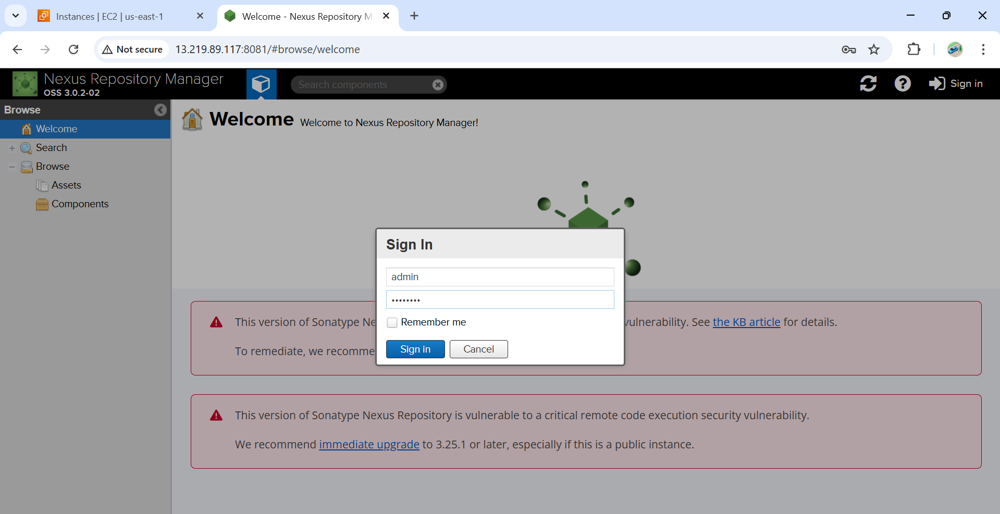 Instances | EC2 | us-east-1
Welcome - Nexus Repository M
Not secure
13.219.89.117:8081/#browse/welcome
Nexus Repository Manager
OSS 3.0.2-02
Search components
Sign in
Browse
Welcome
Search
Browse
Assets
Components
Welcome Welcome to Nexus Repository Manager!
Sign In
admin
••••••••
Remember me
Sign in
Cancel
This version of Sonatype Ne
vulnerability. See the KB article for details.
To remediate, we recomme
This version of Sonatype Nexus Repository is vulnerable to a critical remote code execution security vulnerability.
We recommend immediate upgrade to 3.25.1 or later, especially if this is a public instance.